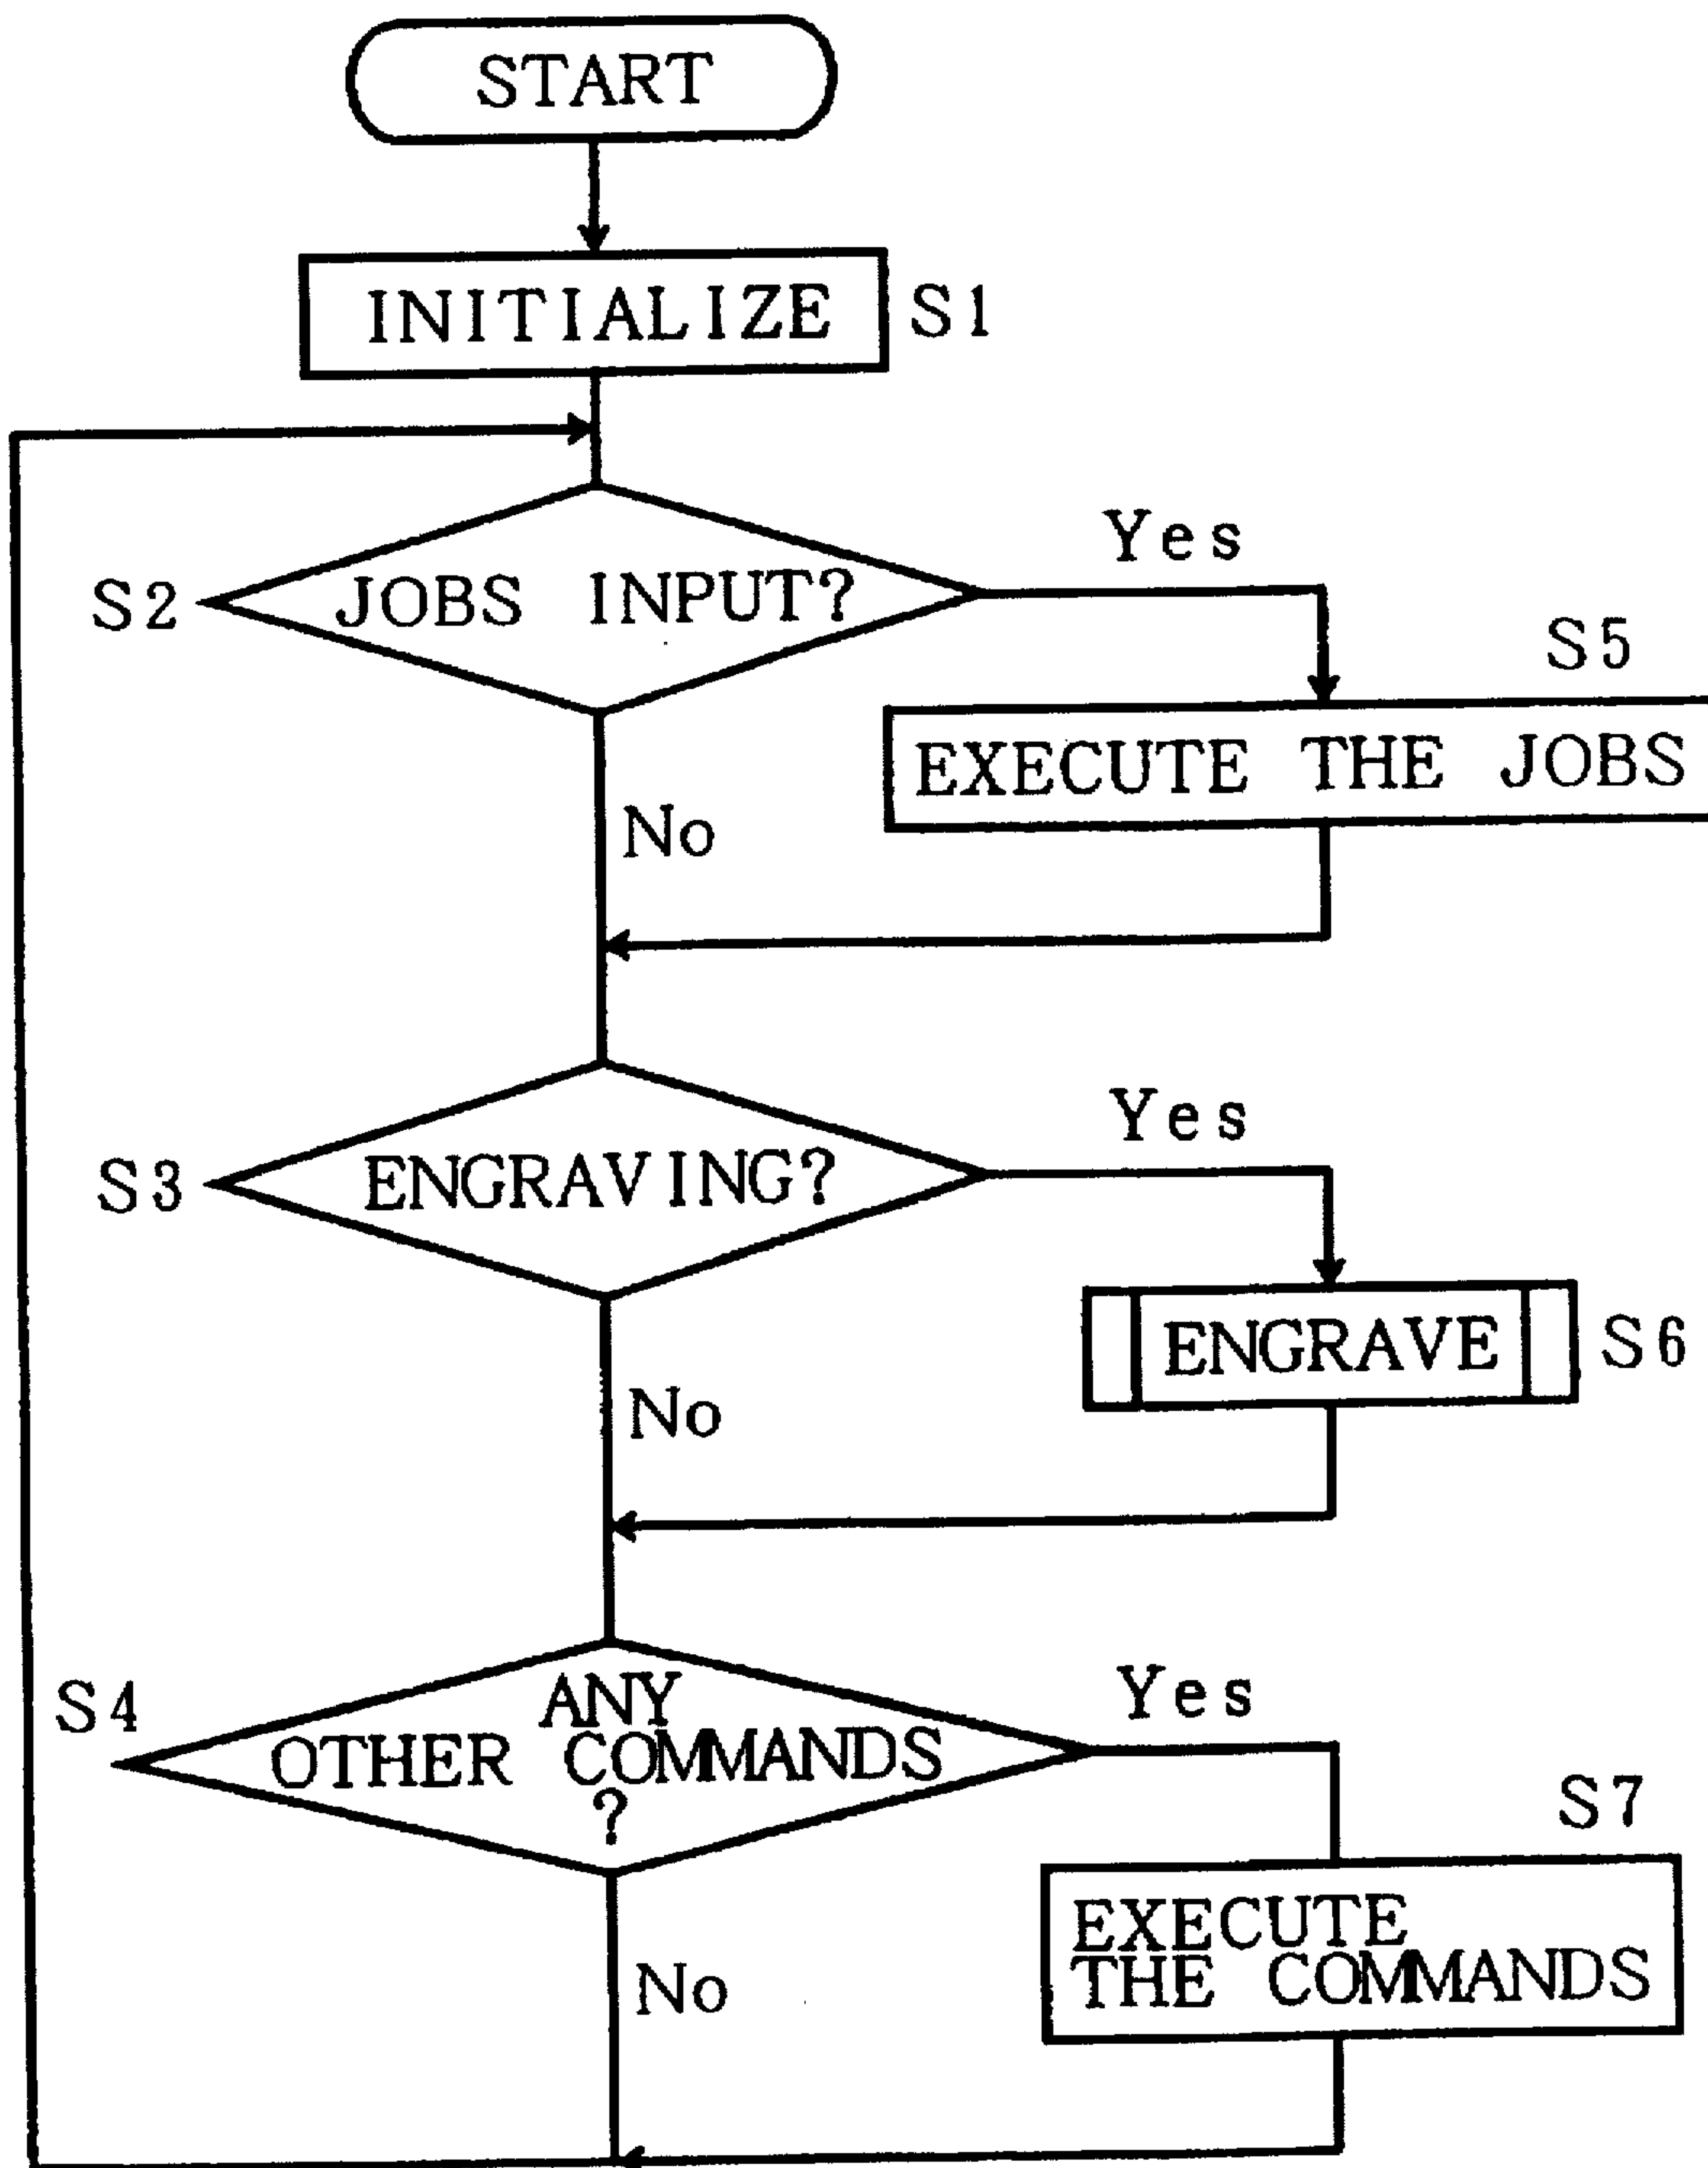 START
INITIALIZE S1
Yes
S2 JOBS INPUT?
S5
EXECUTE THE JOBS
No
Yes
S3 ENGRAVING?
ENGRAVE S6
No
S4 ANY Yes
OTHER COMMANDS
?
S7
EXECUTE
THE COMMANDS
No